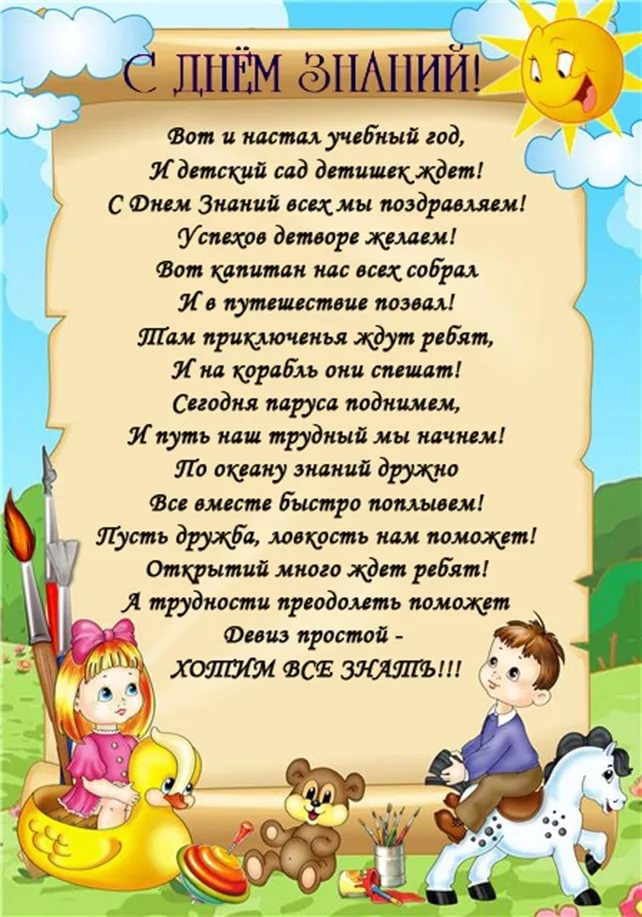 С ДНЁМ ЗНАНИЙ!
Вот и настал учебный год,
И детский сад детишек ждет!
С Днем Знаний всех мы поздравляем!
Успехов детворе желаем!
Вот капитан нас всех собрал
И в путешествие позвал!
Там приключенья ждут ребят,
И на корабль они спешат!
Сегодня паруса поднимем,
И путь наш трудный мы начнем!
По океану знаний дружно
Все вместе быстро поплывем!
Пусть дружба, ловкость нам поможет!
Открытий много ждет ребят!
А трудности преодолеть поможет
Девиз простой -
ХОТИМ ВСЕ ЗНАТЬ!!!